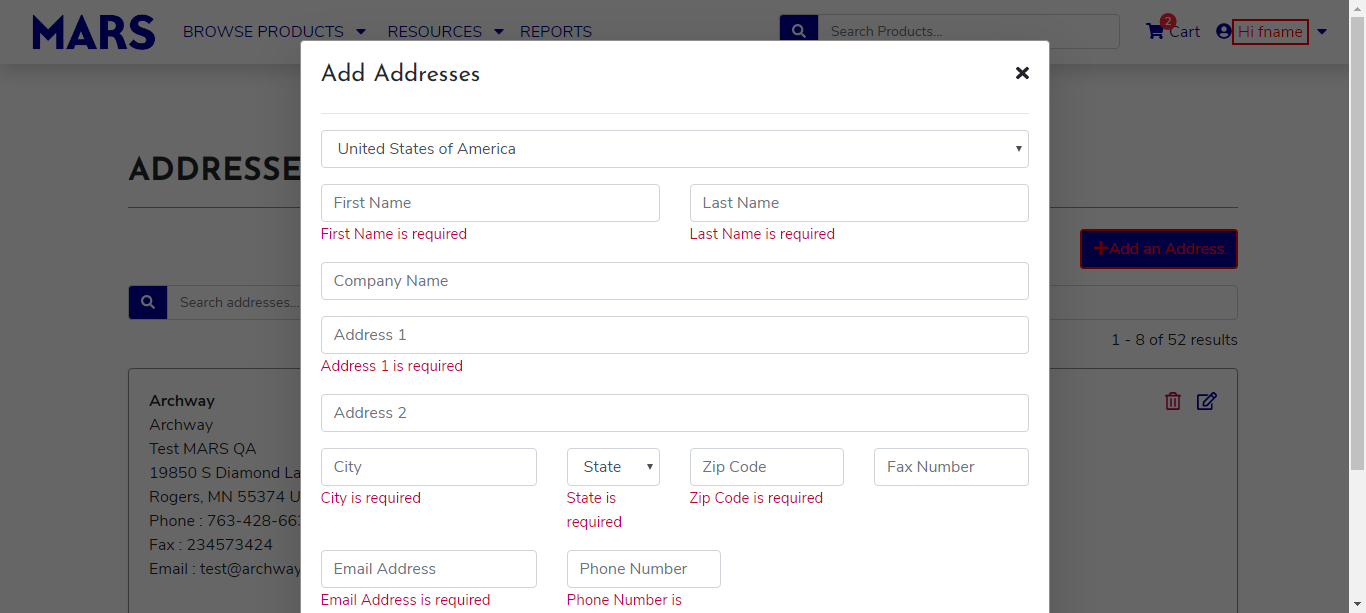 MARS BROWSE PRODUCTS RESOURCES REPORTS Search Products... 2 Cart Hi fname
Add Addresses
United States of America
ADDRESSE
First Name Last Name
First Name is required Last Name is required
Add an Address
Company Name
Search addresses...
Address 1
1 - 8 of 52 results
Address 1 is required
Archway
Address 2
Archway
Test MARS QA
City State Zip Code Fax Number
19850 S Diamond La
Rogers, MN 55374 U
City is required State is required Zip Code is required
Phone : 763-428-663
Fax : 234573424
Email : test@archway
Email Address Phone Number
Email Address is required Phone Number is